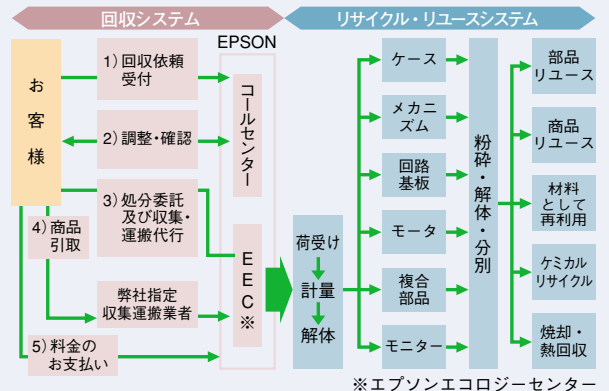 回収システム
リサイクル・リユースシステム
EPSON
お客様
1) 回収依頼
受付
2) 調整・確認
3) 処分委託
及び収集・
運搬代行
4) 商品
引取
弊社指定
収集運搬業者
5) 料金の
お支払い
コールセンター
EEC※
荷受け
計量
解体
ケース
メカニ
ズム
回路
基板
モータ
複合
部品
モニター
粉砕・解体・分別
部品
リユース
商品
リユース
材料
として
再利用
ケミカル
リサイクル
焼却・
熱回収
※エプソンエコロジーセンター